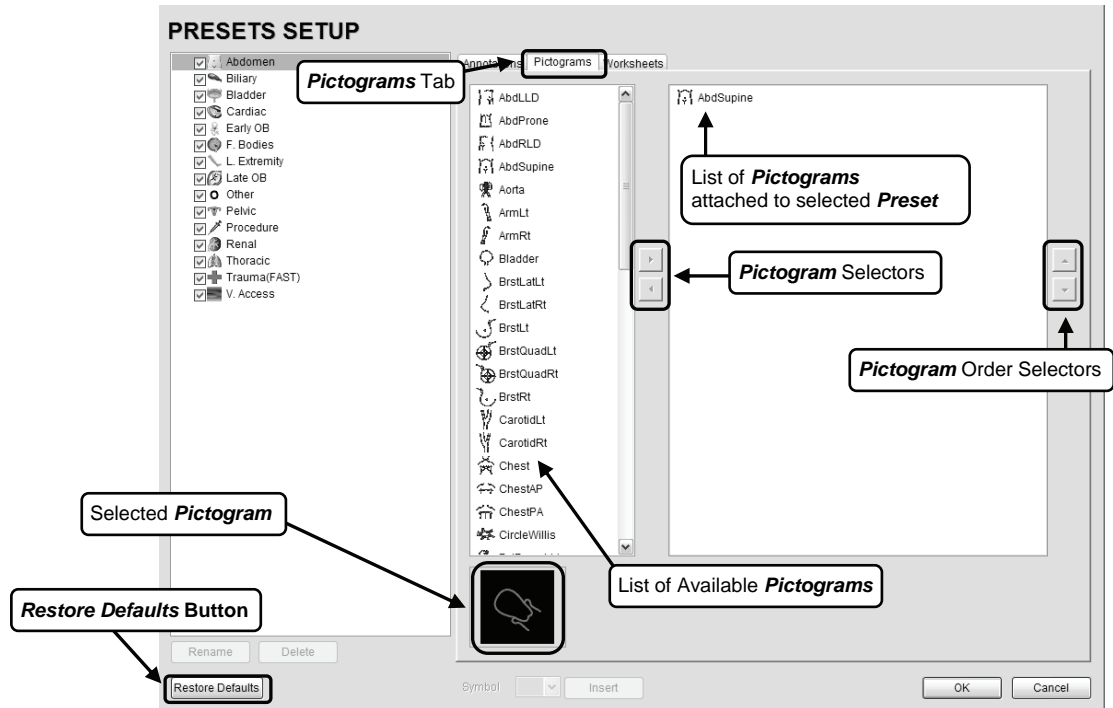 PRESETS SETUP
Abdomen
Biliary
Bladder
Cardiac
Early OB
F. Bodies
L. Extremity
Late OB
Other
Pelvic
Procedure
Renal
Thoracic
Trauma(FAST)
V. Access
Pictograms Tab
Pictograms
Worksheets
AbdLLD
AbdProne
AbdRLD
AbdSupine
Aorta
ArmLt
ArmRt
Bladder
BrstLatLt
BrstLatRt
BrstLt
BrstQuadLt
BrstQuadRt
BrstRt
CarotidLt
CarotidRt
Chest
ChestAP
ChestPA
CircleWillis
AbdSupine
List of Pictograms
attached to selected Preset
Pictogram Selectors
Pictogram Order Selectors
Selected Pictogram
List of Available Pictograms
Restore Defaults Button
Rename
Delete
Restore Defaults
Symbol
Insert
OK
Cancel